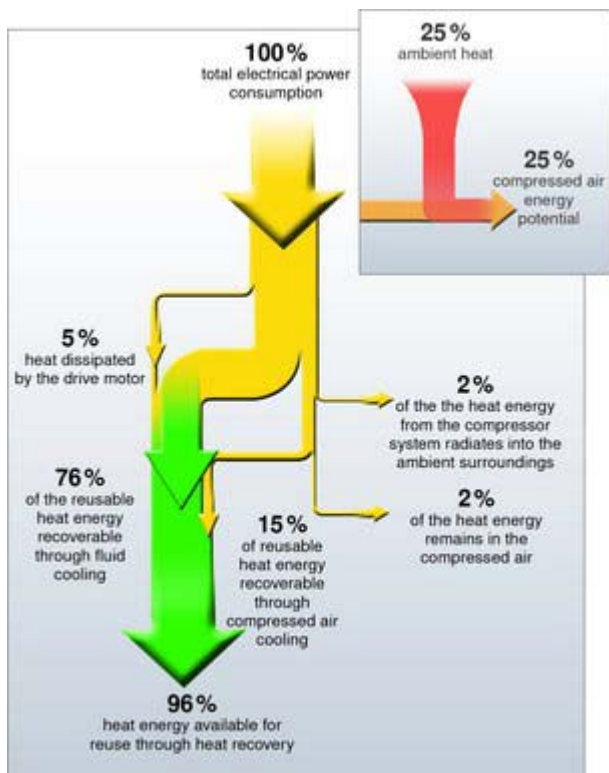 100%
total electrical power
consumption
25%
ambient heat
25%
compressed air
energy
potential
5%
heat dissipated
by the drive motor
2%
of the the heat energy
from the compressor
system radiates into the
ambient surroundings
76%
of the reusable
heat energy
recoverable
through fluid
cooling
15%
of reusable
heat energy
recoverable
through
compressed air
cooling
2%
of the heat energy
remains in the
compressed air
96%
heat energy available for
reuse through heat recovery